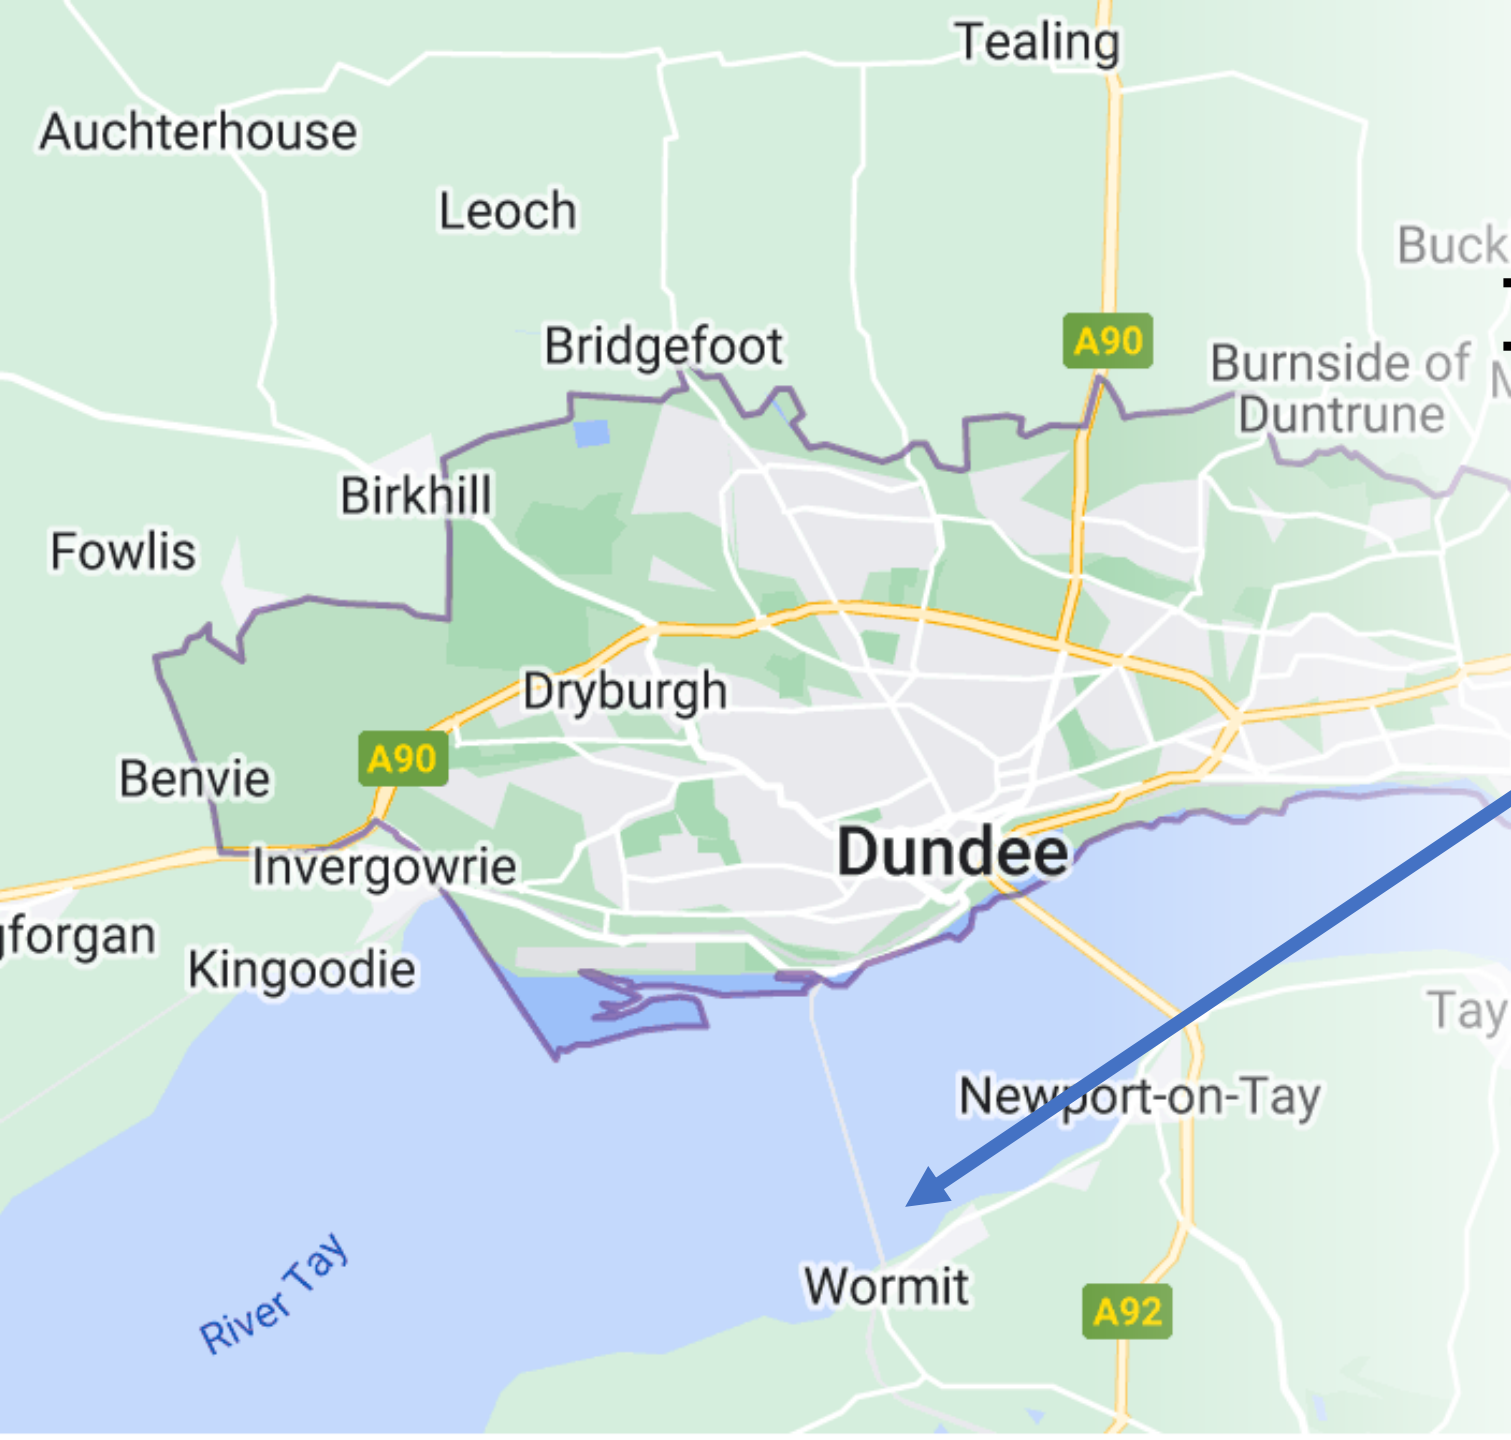 Tealing
Auchterhouse
Leoch
Buck
Bridgefoot
A90
Burnside of
Duntrune
Birkhill
Fowlis
Dryburgh
A90
Benvie
Dundee
Invergowrie
gforgan
Kingoodie
Tay
Newport-on-Tay
River Tay
Wormit
A92